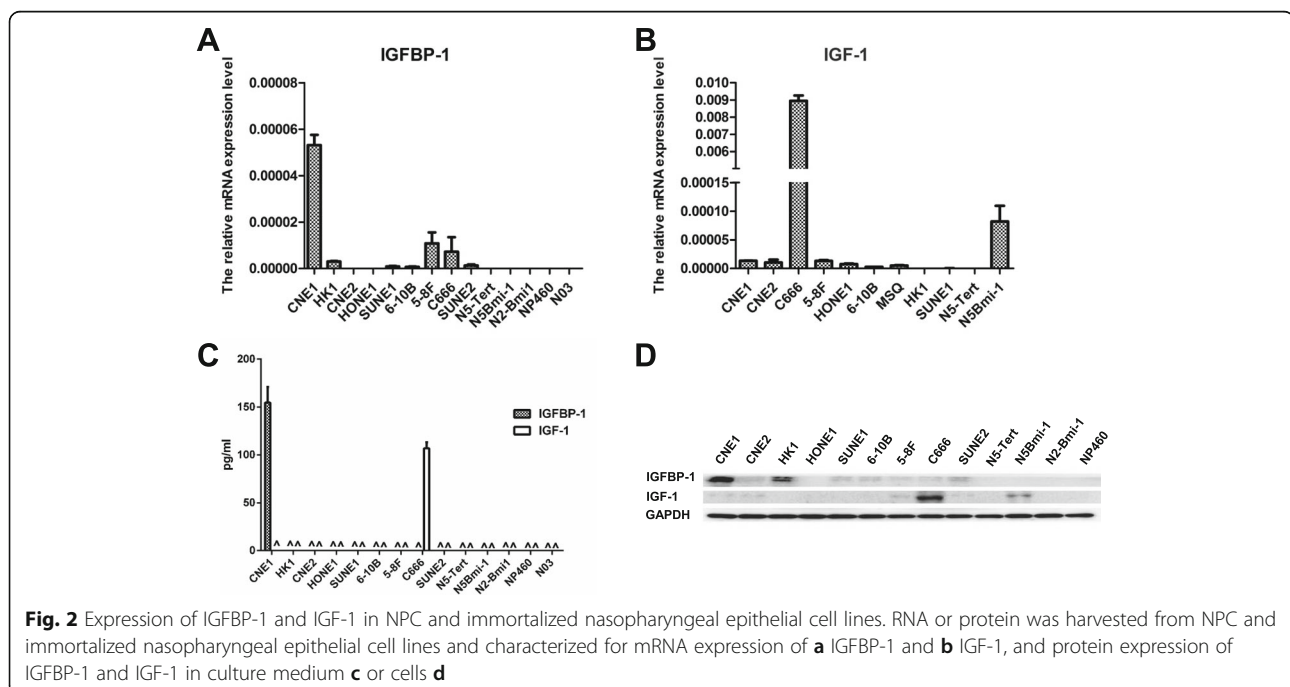 A
IGFBP-1
The relative mRNA expression level
0.00008
0.00006
0.00004
0.00002
0.00000
CNE1
HK1
CNE2
HONE1
SUNE1
6-10B
5-8F
C666
SUNE2
N5-Tert
N5Bmi-1
N2-Bmi1
NP460
N03
B
IGF-1
The relative mRNA expression level
0.010
0.009
0.008
0.007
0.006
0.00015
0.00010
0.00005
0.00000
CNE1
CNE2
C666
5-8F
HONE1
6-10B
MSQ
HK1
SUNE1
N5-Tert
N5Bmi-1
C
pg/ml
200
150
100
50
0
IGFBP-1
IGF-1
^ ^^ ^^ ^^ ^^ ^^ ^^ ^ ^^ ^^ ^^ ^^ ^^ ^^
CNE1
HK1
CNE2
HONE1
SUNE1
6-10B
5-8F
C666
SUNE2
N5-Tert
N5Bmi-1
N2-Bmi1
NP460
N03
D
CNE1
CNE2
HK1
HONE1
SUNE1
6-10B
5-8F
C666
SUNE2
N5-Tert
N5Bmi-1
N2-Bmi-1
NP460
IGFBP-1
IGF-1
GAPDH
Fig. 2 Expression of IGFBP-1 and IGF-1 in NPC and immortalized nasopharyngeal epithelial cell lines. RNA or protein was harvested from NPC and
immortalized nasopharyngeal epithelial cell lines and characterized for mRNA expression of a IGFBP-1 and b IGF-1, and protein expression of
IGFBP-1 and IGF-1 in culture medium c or cells d